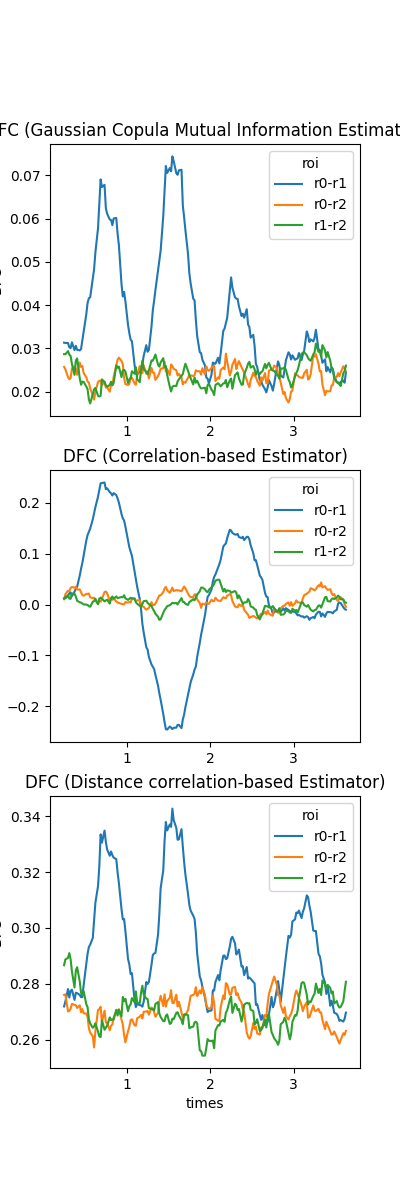 FC (Gaussian Copula Mutual Information Estimat
roi
r0-r1
r0-r2
r1-r2
0.07
0.06
0.05
0.04
0.03
0.02
1 2 3
DFC (Correlation-based Estimator)
roi
r0-r1
r0-r2
r1-r2
0.2
0.1
0.0
−0.1
−0.2
1 2 3
DFC (Distance correlation-based Estimator)
roi
r0-r1
r0-r2
r1-r2
0.34
0.32
0.30
0.28
0.26
1 2 3
times